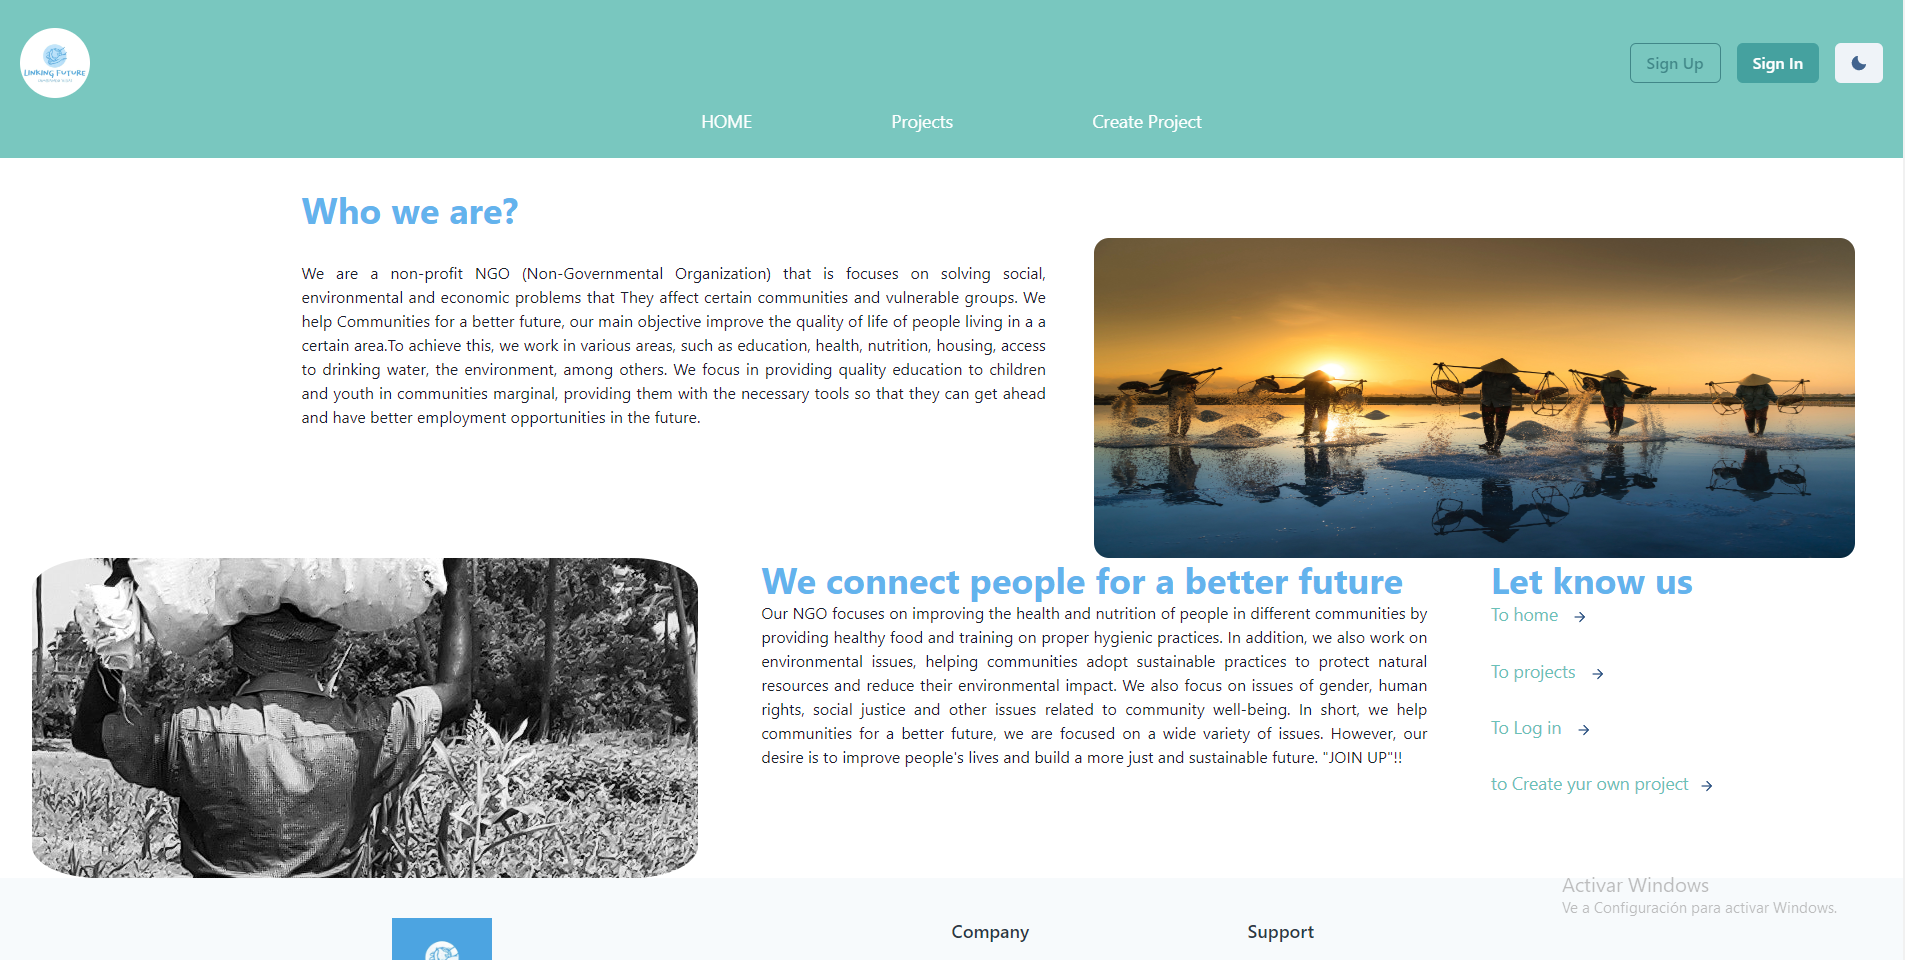 LINKING FUTURE
Sign Up
Sign In
HOME
Projects
Create Project
Who we are?
We are a non-profit NGO (Non-Governmental Organization) that is focuses on solving social,
environmental and economic problems that They affect certain communities and vulnerable groups. We
help Communities for a better future, our main objective improve the quality of life of people living in a a
certain area.To achieve this, we work in various areas, such as education, health, nutrition, housing, access
to drinking water, the environment, among others. We focus in providing quality education to children
and youth in communities marginal, providing them with the necessary tools so that they can get ahead
and have better employment opportunities in the future.
We connect people for a better future
Our NGO focuses on improving the health and nutrition of people in different communities by
providing healthy food and training on proper hygienic practices. In addition, we also work on
environmental issues, helping communities adopt sustainable practices to protect natural
resources and reduce their environmental impact. We also focus on issues of gender, human
rights, social justice and other issues related to community well-being. In short, we help
communities for a better future, we are focused on a wide variety of issues. However, our
desire is to improve people's lives and build a more just and sustainable future. "JOIN UP"!!
Let know us
To home
To projects
To Log in
to Create yur own project
Activar Windows
Ve a Configuración para activar Windows.
Company
Support